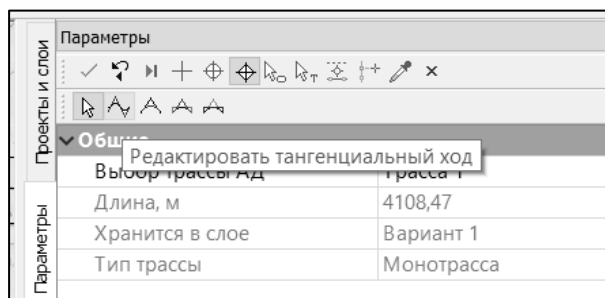 Параметры
Проекты и слои
Параметры
Общие
Редактировать тангенциальный ход
Выбор трассы АД Трасса 1
Длина, м 4108,47
Хранится в слое Вариант 1
Тип трассы Монотрасса